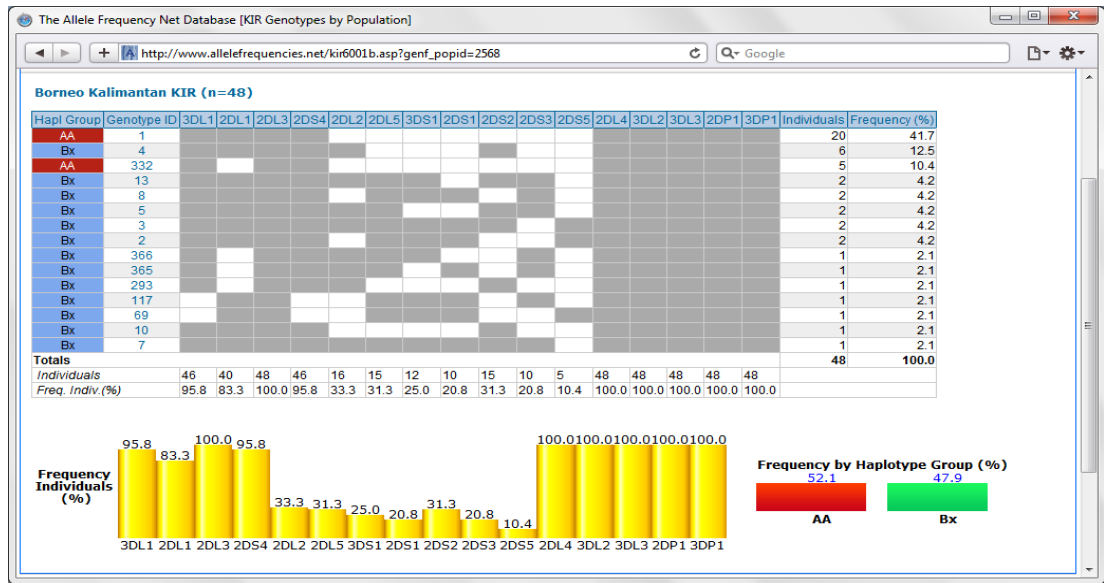 The Allele Frequency Net Database [KIR Genotypes by Population]
http://www.allelefrequencies.net/kir6001b.asp?genf_popid=2568 Google
Borneo Kalimantan KIR (n=48)
Hapl Group Genotype ID 3DL1 2DL1 2DL3 2DS4 2DL2 2DL5 3DS1 2DS1 2DS2 2DS3 2DS5 2DL4 3DL2 3DL3 2DP1 3DP1 Individuals Frequency (%)
AA 1 20 41.7
Bx 4 6 12.5
AA 332 5 10.4
Bx 13 2 4.2
Bx 8 2 4.2
Bx 5 2 4.2
Bx 3 2 4.2
Bx 2 2 4.2
Bx 366 1 2.1
Bx 365 1 2.1
Bx 293 1 2.1
Bx 117 1 2.1
Bx 69 1 2.1
Bx 10 1 2.1
Bx 7 1 2.1
Totals 48 100.0
Individuals 46 40 48 46 16 15 12 10 15 10 5 48 48 48 48 48
Freq. Indiv.(%) 95.8 83.3 100.0 95.8 33.3 31.3 25.0 20.8 31.3 20.8 10.4 100.0 100.0 100.0 100.0 100.0
Frequency Individuals (%)
95.8 83.3 100.0 95.8 33.3 31.3 25.0 20.8 31.3 20.8 10.4 100.0 100.0 100.0 100.0 100.0
3DL1 2DL1 2DL3 2DS4 2DL2 2DL5 3DS1 2DS1 2DS2 2DS3 2DS5 2DL4 3DL2 3DL3 2DP1 3DP1
Frequency by Haplotype Group (%)
52.1 47.9
AA Bx